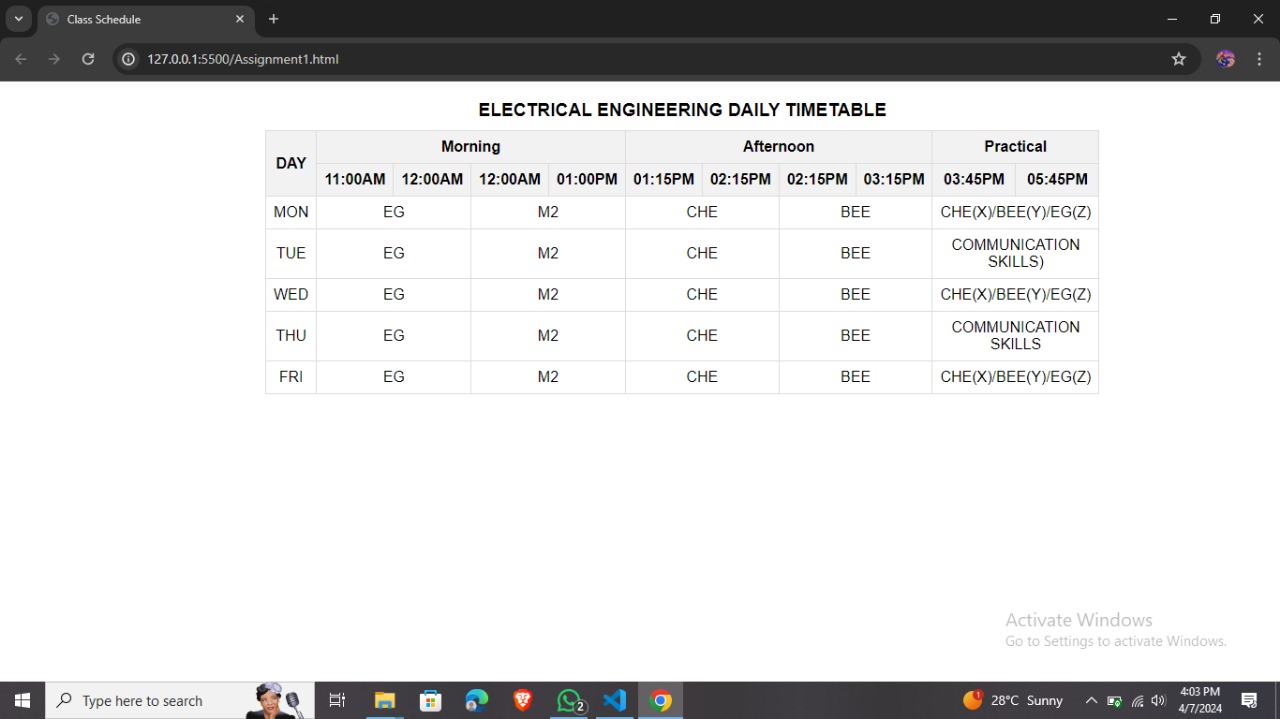 Class Schedule
127.0.0.1:5500/Assignment1.html
ELECTRICAL ENGINEERING DAILY TIMETABLE
DAY Morning Afternoon Practical
11:00AM 12:00AM 12:00AM 01:00PM 01:15PM 02:15PM 02:15PM 03:15PM 03:45PM 05:45PM
MON EG M2 CHE BEE CHE(X)/BEE(Y)/EG(Z)
TUE EG M2 CHE BEE COMMUNICATION
SKILLS)
WED EG M2 CHE BEE CHE(X)/BEE(Y)/EG(Z)
THU EG M2 CHE BEE COMMUNICATION
SKILLS
FRI EG M2 CHE BEE CHE(X)/BEE(Y)/EG(Z)
Activate Windows
Go to Settings to activate Windows.
Type here to search
2
1
28°C Sunny
4:03 PM
4/7/2024